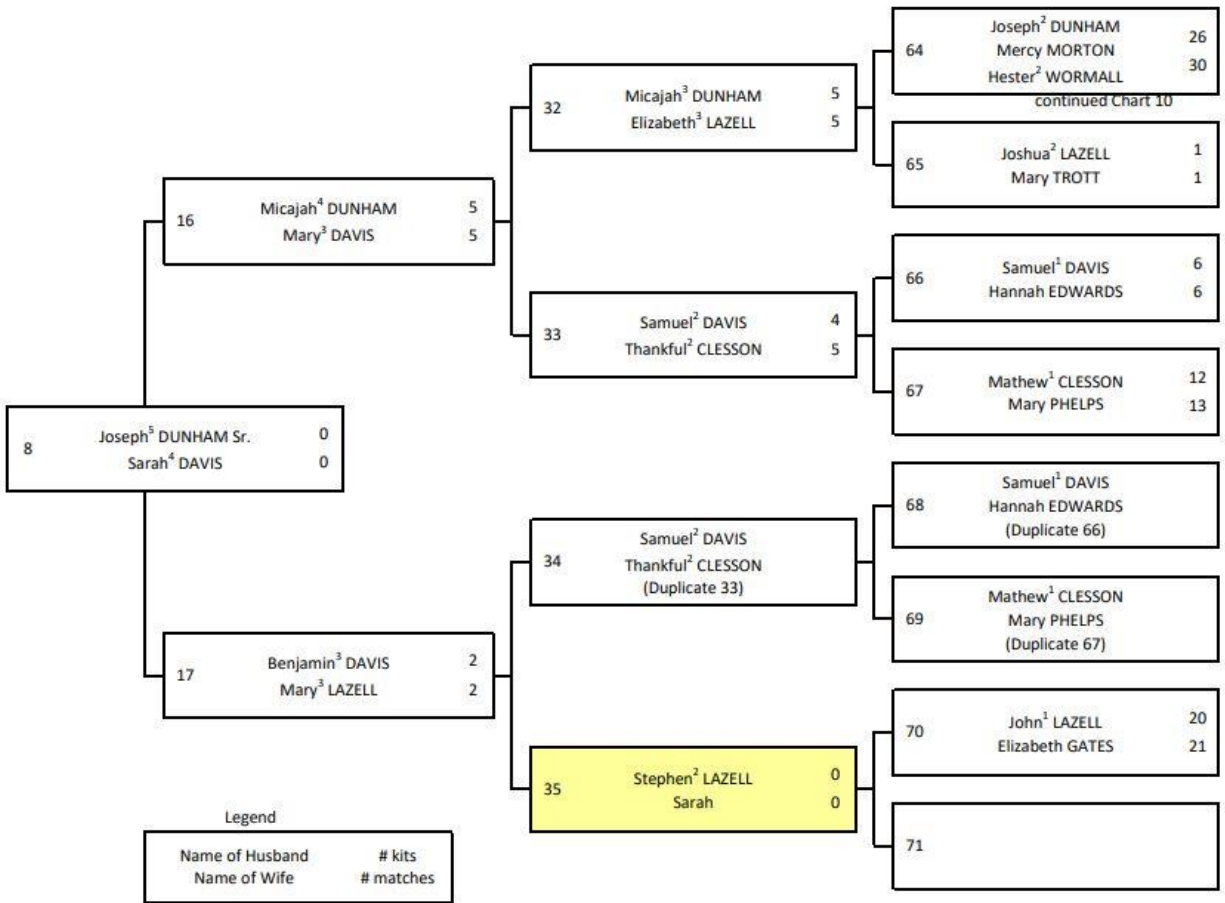 64 Joseph² DUNHAM 26
Mercy MORTON
Hester² WORMALL 30
continued Chart 10
32 Micajah³ DUNHAM 5
Elizabeth³ LAZELL 5
65 Joshua² LAZELL 1
Mary TROTT 1
16 Micajah⁴ DUNHAM 5
Mary³ DAVIS 5
66 Samuel¹ DAVIS 6
Hannah EDWARDS 6
33 Samuel² DAVIS 4
Thankful² CLESSON 5
67 Mathew¹ CLESSON 12
Mary PHELPS 13
8 Joseph⁵ DUNHAM Sr. 0
Sarah⁴ DAVIS 0
68 Samuel¹ DAVIS
Hannah EDWARDS
(Duplicate 66)
34 Samuel² DAVIS
Thankful² CLESSON
(Duplicate 33)
69 Mathew¹ CLESSON
Mary PHELPS
(Duplicate 67)
17 Benjamin³ DAVIS 2
Mary³ LAZELL 2
70 John¹ LAZELL 20
Elizabeth GATES 21
35 Stephen² LAZELL 0
Sarah 0
71
Legend
Name of Husband # kits
Name of Wife # matches